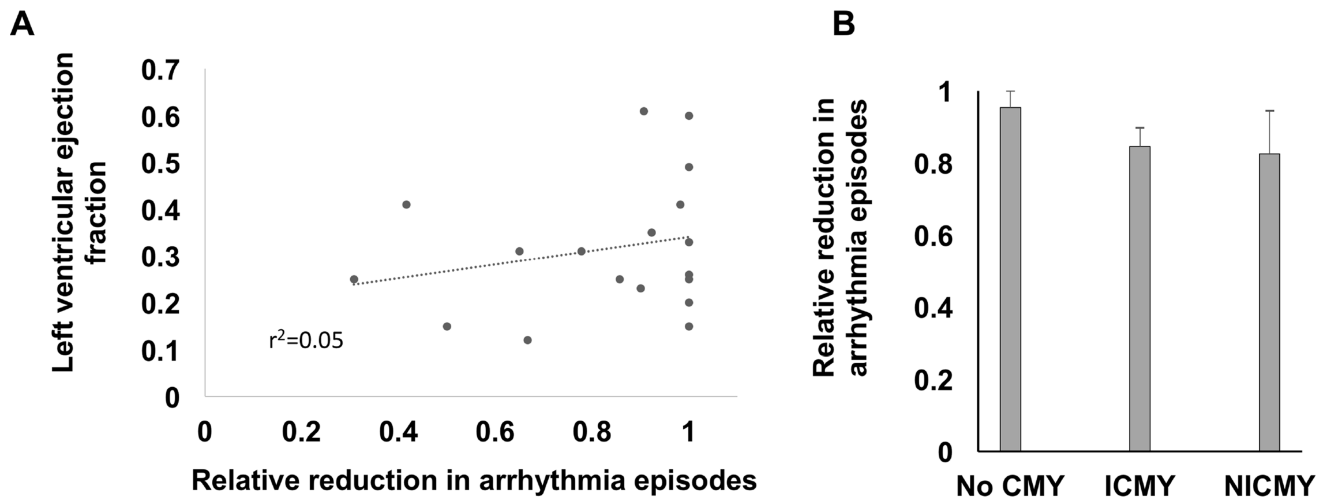 A
Left ventricular ejection
fraction
0.7
0.6
0.5
0.4
0.3
0.2
0.1
0
r²=0.05
0 0.2 0.4 0.6 0.8 1
Relative reduction in arrhythmia episodes
B
Relative reduction in
arrhythmia episodes
1
0.8
0.6
0.4
0.2
0
No CMY ICMY NICMY